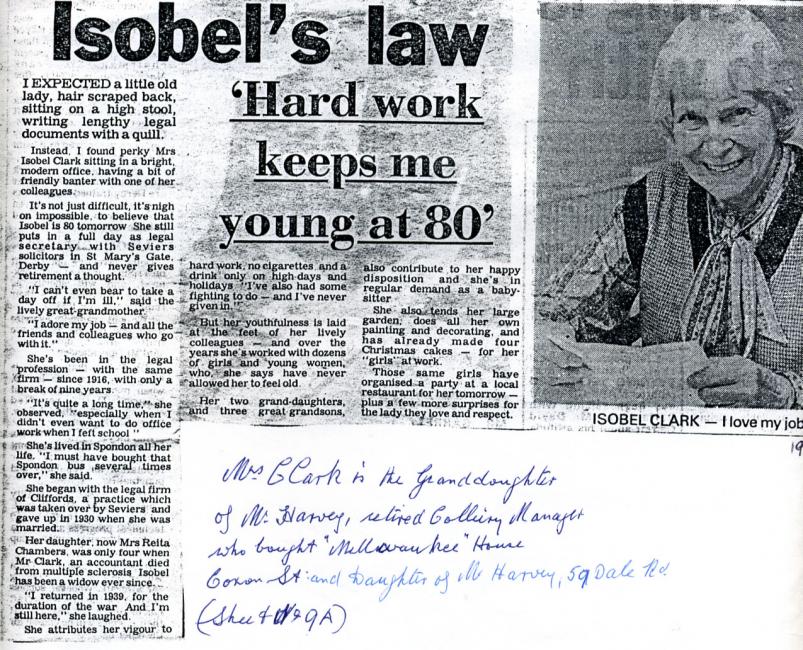 Isobel's law
'Hard work
keeps me
young at 80'
I EXPECTED a little old
lady, hair scraped back,
sitting on a high stool,
writing lengthy legal
documents with a quill.
Instead, I found perky Mrs
Isobel Clark sitting in a bright,
modern office, having a bit of
friendly banter with one of her
colleagues.
It's not just difficult, it's nigh
on impossible, to believe that
Isobel is 80 tomorrow She still
puts in a full day as legal
secretary with Seviers
solicitors in St Mary's Gate,
Derby — and never gives
retirement a thought.
"I can't even bear to take a
day off if I'm ill," said the
lively great-grandmother.
"I adore my job — and all the
friends and colleagues who go
with it."
She's been in the legal
profession — with the same
firm — since 1916, with only a
break of nine years
"It's quite a long time," she
observed, "especially when I
didn't even want to do office
work when I left school"
She's lived in Spondon all her
life. "I must have bought that
Spondon bus several times
over," she said.
She began with the legal firm
of Cliffords, a practice which
was taken over by Seviers and
gave up in 1930 when she was
married.
Her daughter, now Mrs Reita
Chambers, was only four when
Mr Clark, an accountant died
from multiple sclerosis Isobel
has been a widow ever since.
"I returned in 1939, for the
duration of the war And I'm
still here," she laughed.
She attributes her vigour to
hard work, no cigarettes and a
drink only on high-days and
holidays "I've also had some
fighting to do — and I've never
given in"
But her youthfulness is laid
at the feet of her lively
colleagues — and over the
years she's worked with dozens
of girls and young women,
who, she says have never
allowed her to feel old.
Her two grand-daughters,
and three great grandsons,
also contribute to her happy
disposition and she's in
regular demand as a baby-
sitter
She also tends her large
garden, does all her own
painting and decorating, and
has already made four
Christmas cakes — for her
"girls" at work.
Those same girls have
organised a party at a local
restaurant for her tomorrow —
plus a few more surprises for
the lady they love and respect.
ISOBEL CLARK — I love my job
19
Mrs Clark is the Granddaughter
of Mr Harvey, retired Colliery Manager
who bought "Millawaukee" House
Coxon St. and Daughter of Mr Harvey, 59 Dale Rd.
(Sheet 9A)